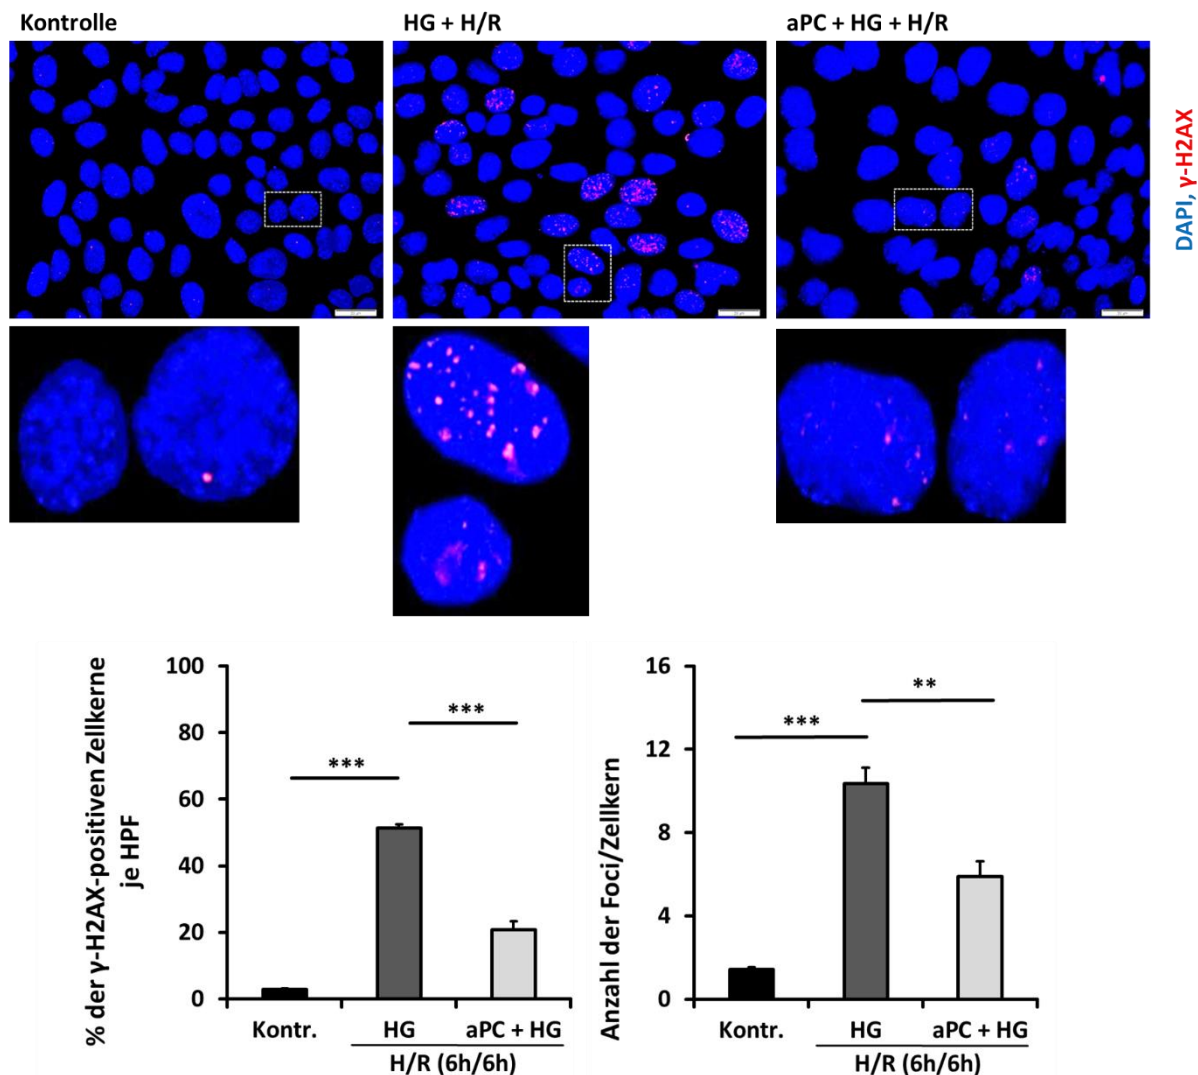 Kontrolle
HG + H/R
aPC + HG + H/R
DAPI, γ-H2AX
% der γ-H2AX-positiven Zellkerne
je HPF
100
80
60
40
20
0
***
***
Kontr.
HG
aPC + HG
H/R (6h/6h)
Anzahl der Foci/Zellkern
16
12
8
4
0
***
**
Kontr.
HG
aPC + HG
H/R (6h/6h)